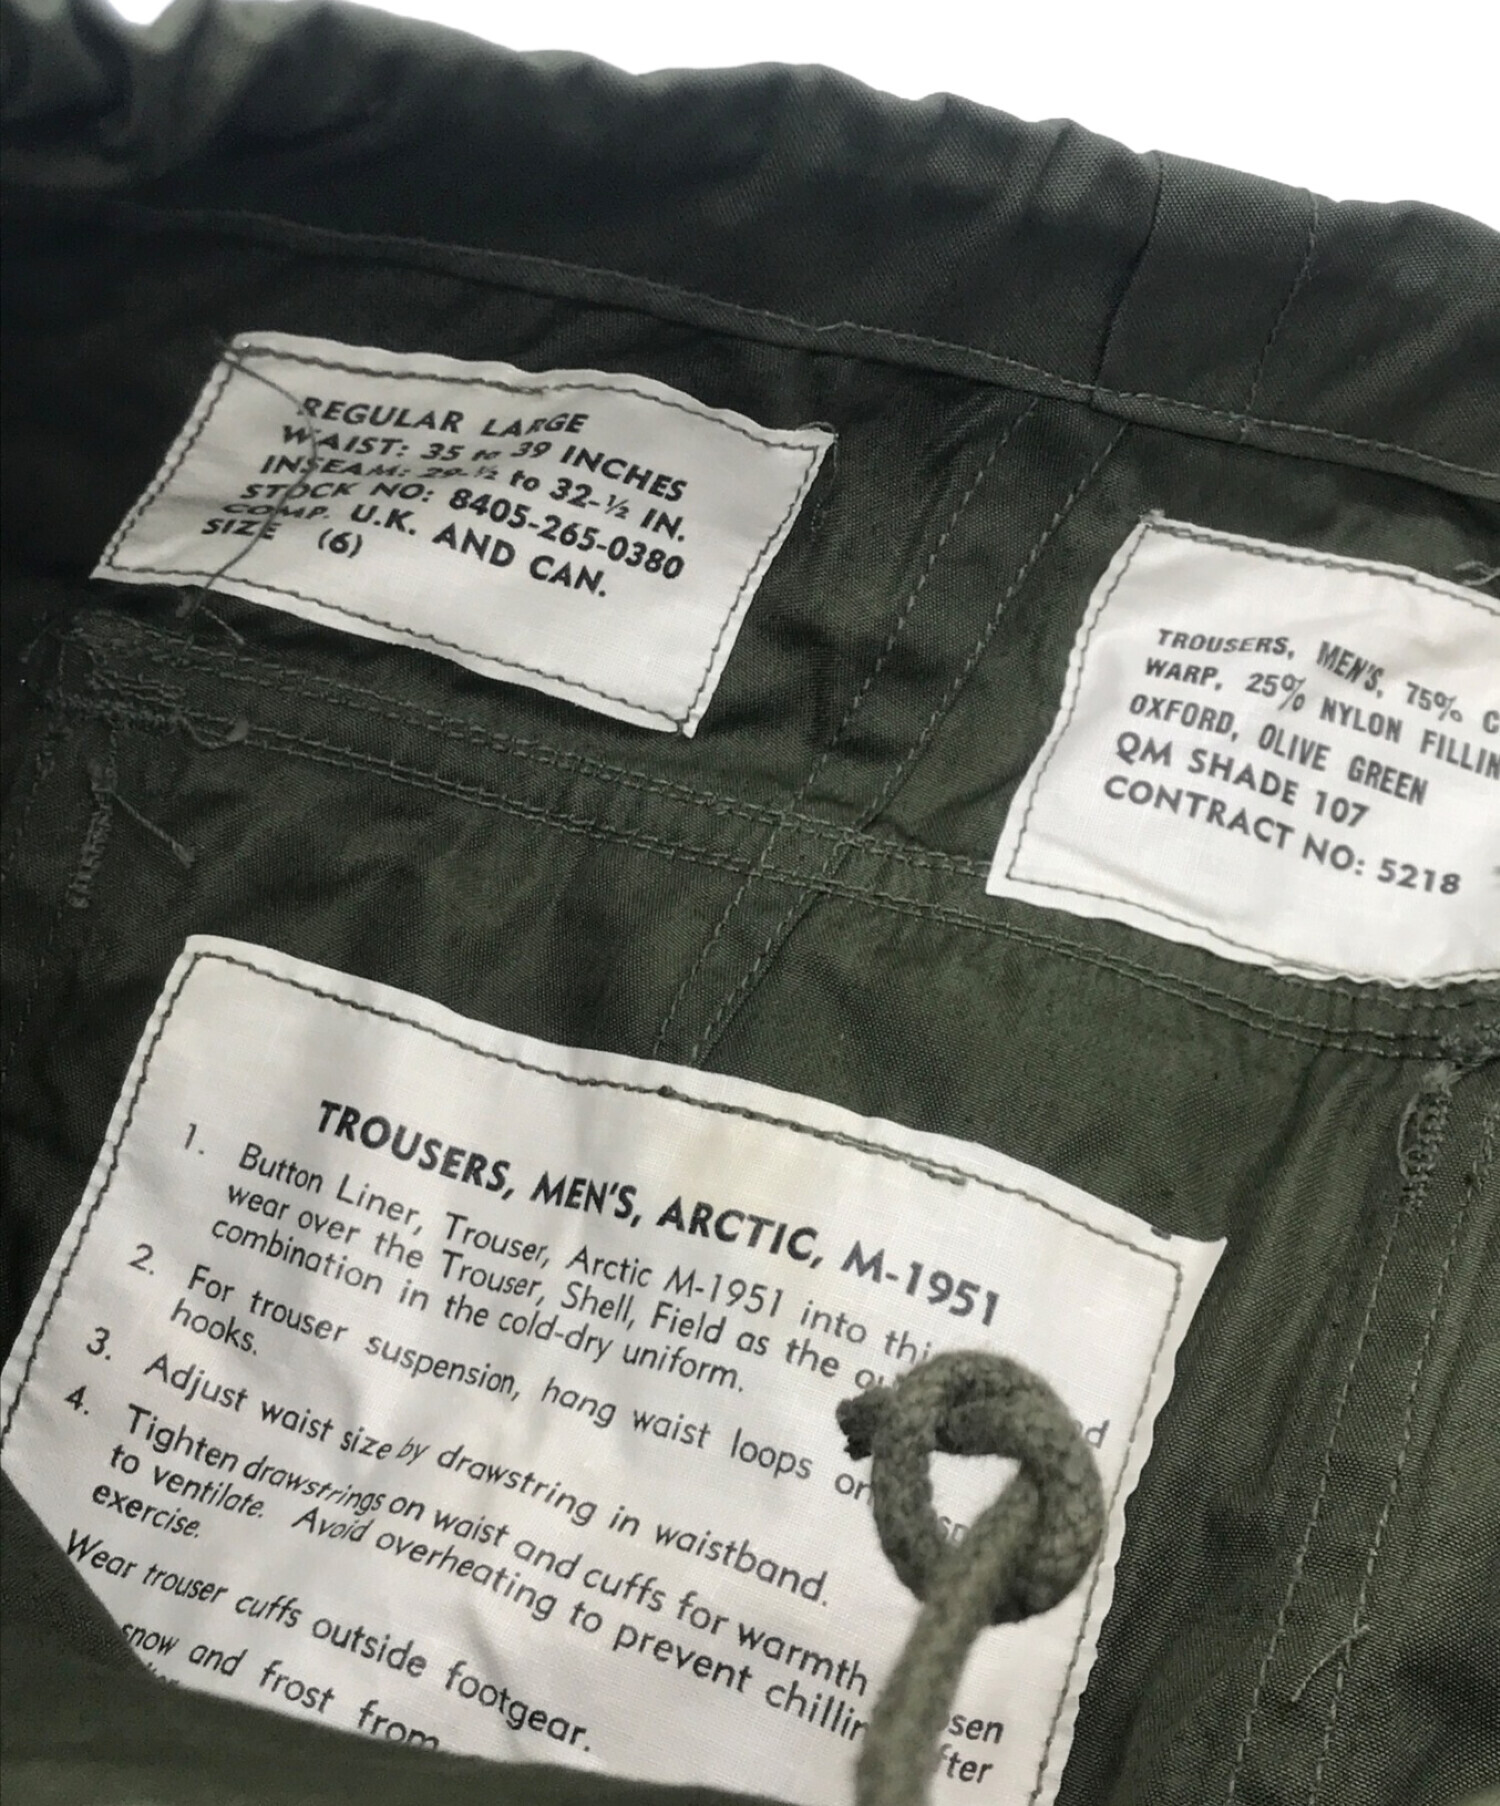 REGULAR LARGE
WAIST: 35 to 39 INCHES
INSEAM: 29-½ to 32-½ IN.
STOCK NO: 8405-265-0380
COMP. U.K. AND CAN.
SIZE (6)
TROUSERS, MEN'S, 75% C
WARP, 25% NYLON FILLIN
OXFORD, OLIVE GREEN
QM SHADE 107
CONTRACT NO: 5218
TROUSERS, MEN'S, ARCTIC, M-1951
1. Button Liner, Trouser, Arctic M-1951 into thi
wear over the Trouser, Shell, Field as the
combination in the cold-dry uniform.
2. For trouser suspension, hang waist loops on
hooks.
3. Adjust waist size by drawstring in waistband.
4. Tighten drawstrings on waist and cuffs for warmth
to ventilate. Avoid overheating to prevent chillin
exercise.
Wear trouser cuffs outside footgear.
snow and frost from